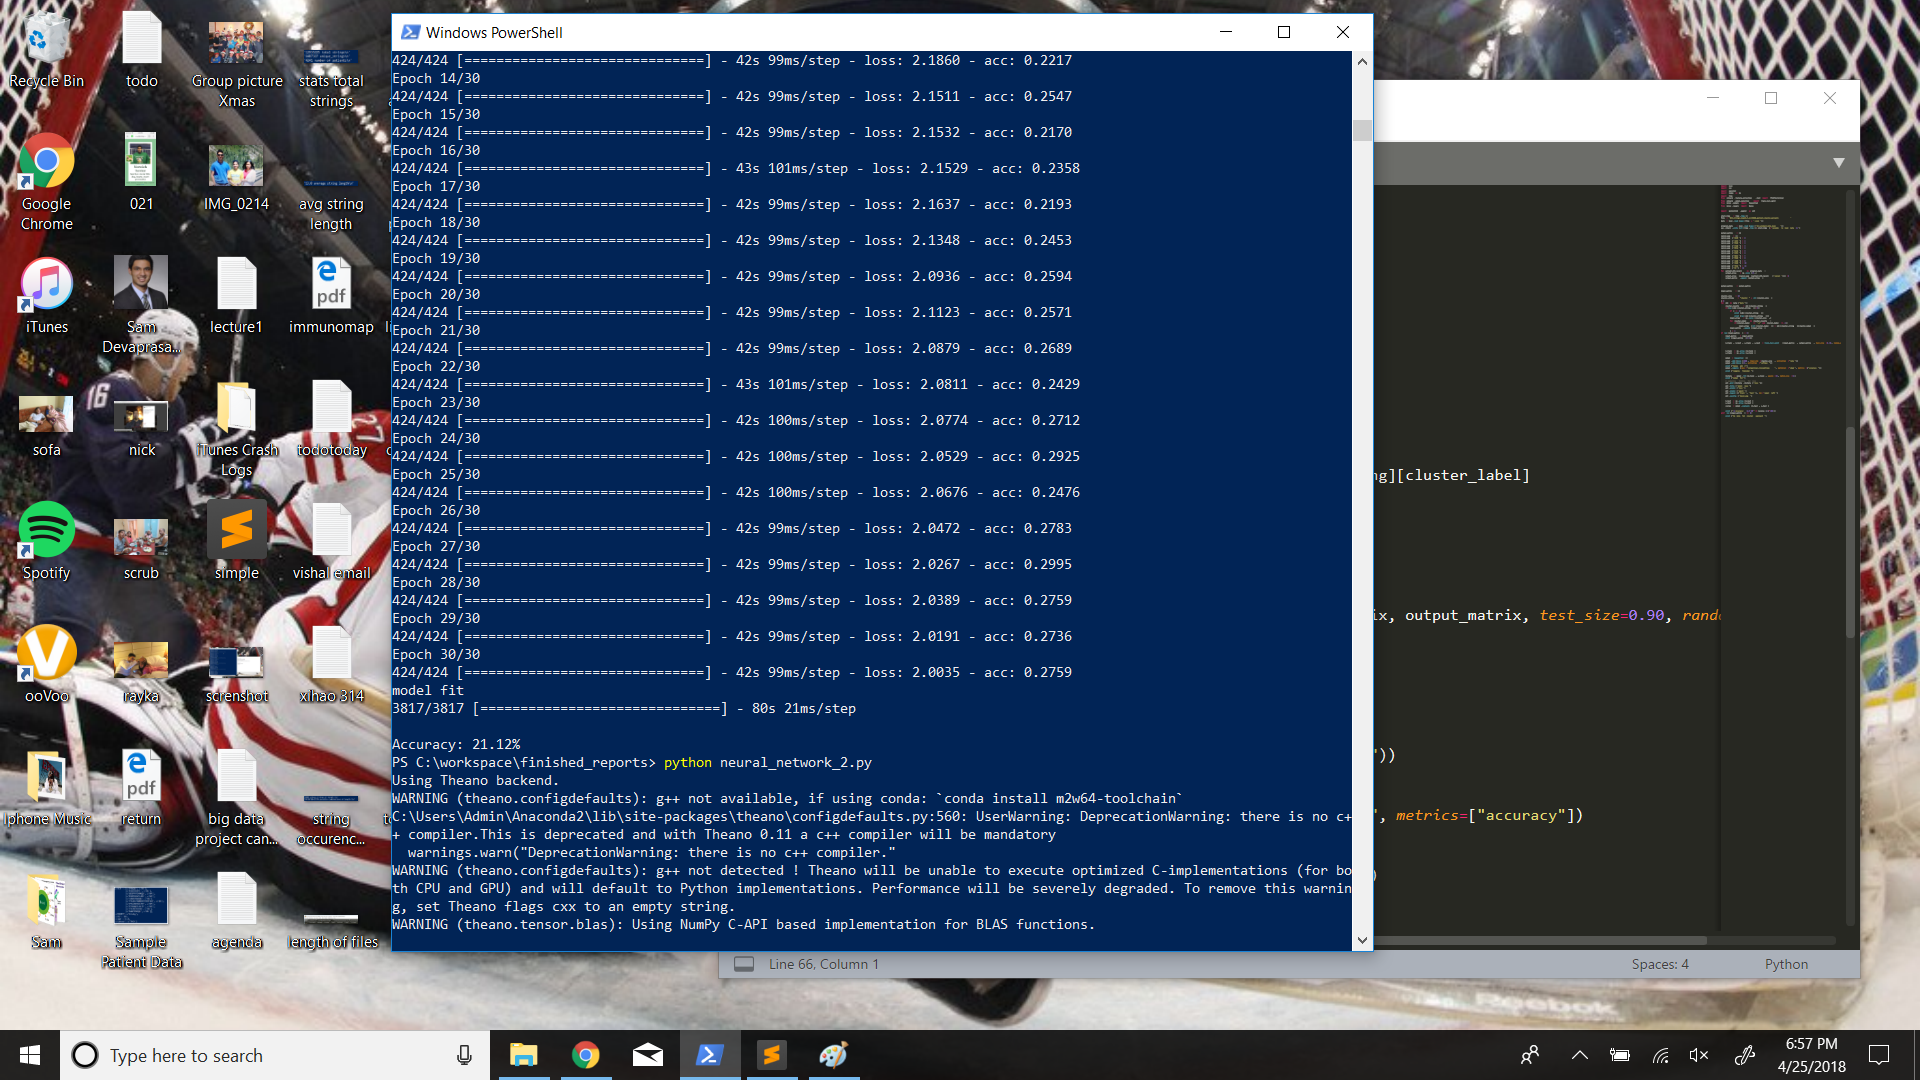 Recycle Bin
todo
Group picture
Xmas
stats total
strings
Google
Chrome
021
IMG_0214
avg string
length
iTunes
Sam
Devaprasa...
lecture1
immunomap
sofa
nick
iTunes Crash
Logs
todotoday
Spotify
scrub
simple
vishal email
ooVoo
rayka
screnshot
xihao 314
Iphone Music
return
big data
project can...
string
occurenc...
Sam
Sample
Patient Data
agenda
length of files
Windows PowerShell
424/424 [==============================] - 42s 99ms/step - loss: 2.1860 - acc: 0.2217
Epoch 14/30
424/424 [==============================] - 42s 99ms/step - loss: 2.1511 - acc: 0.2547
Epoch 15/30
424/424 [==============================] - 42s 99ms/step - loss: 2.1532 - acc: 0.2170
Epoch 16/30
424/424 [==============================] - 43s 101ms/step - loss: 2.1529 - acc: 0.2358
Epoch 17/30
424/424 [==============================] - 42s 99ms/step - loss: 2.1637 - acc: 0.2193
Epoch 18/30
424/424 [==============================] - 42s 99ms/step - loss: 2.1348 - acc: 0.2453
Epoch 19/30
424/424 [==============================] - 42s 99ms/step - loss: 2.0936 - acc: 0.2594
Epoch 20/30
424/424 [==============================] - 42s 99ms/step - loss: 2.1123 - acc: 0.2571
Epoch 21/30
424/424 [==============================] - 42s 99ms/step - loss: 2.0879 - acc: 0.2689
Epoch 22/30
424/424 [==============================] - 43s 101ms/step - loss: 2.0811 - acc: 0.2429
Epoch 23/30
424/424 [==============================] - 42s 100ms/step - loss: 2.0774 - acc: 0.2712
Epoch 24/30
424/424 [==============================] - 42s 100ms/step - loss: 2.0529 - acc: 0.2925
Epoch 25/30
424/424 [==============================] - 42s 100ms/step - loss: 2.0676 - acc: 0.2476
Epoch 26/30
424/424 [==============================] - 42s 99ms/step - loss: 2.0472 - acc: 0.2783
Epoch 27/30
424/424 [==============================] - 42s 99ms/step - loss: 2.0267 - acc: 0.2995
Epoch 28/30
424/424 [==============================] - 42s 99ms/step - loss: 2.0389 - acc: 0.2759
Epoch 29/30
424/424 [==============================] - 42s 99ms/step - loss: 2.0191 - acc: 0.2736
Epoch 30/30
424/424 [==============================] - 42s 99ms/step - loss: 2.0035 - acc: 0.2759
model fit
3817/3817 [==============================] - 80s 21ms/step
Accuracy: 21.12%
PS C:\workspace\finished_reports> python neural_network_2.py
Using Theano backend.
WARNING (theano.configdefaults): g++ not available, if using conda: `conda install m2w64-toolchain`
C:\Users\Admin\Anaconda2\lib\site-packages\theano\configdefaults.py:560: UserWarning: DeprecationWarning: there is no c+
+ compiler.This is deprecated and with Theano 0.11 a c++ compiler will be mandatory
warnings.warn("DeprecationWarning: there is no c++ compiler."
WARNING (theano.configdefaults): g++ not detected ! Theano will be unable to execute optimized C-implementations (for bo
th CPU and GPU) and will default to Python implementations. Performance will be severely degraded. To remove this warnin
g, set Theano flags cxx to an empty string.
WARNING (theano.tensor.blas): Using NumPy C-API based implementation for BLAS functions.
ng][cluster_label]
ix, output_matrix, test_size=0.90, rand
"))
", metrics=["accuracy"])
)
Line 66, Column 1
Spaces: 4
Python
16
Reebok
Type here to search
6:57 PM
4/25/2018